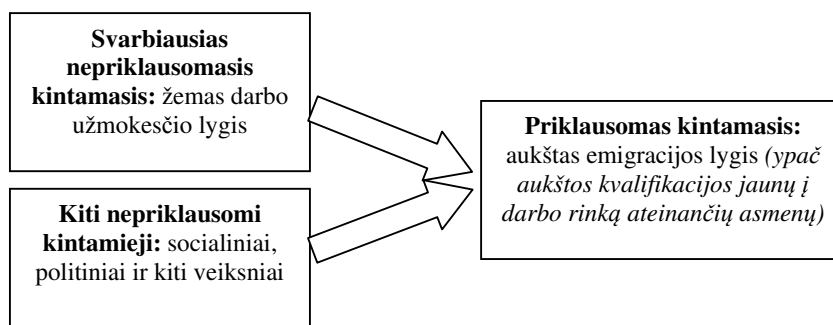 Svarbiausias
nepriklausomasis
kintamasis: žemas darbo
užmokesčio lygis
Kiti nepriklausomi
kintamieji: socialiniai,
politiniai ir kiti veiksniai
Priklausomas kintamasis:
aukštas emigracijos lygis (ypač
aukštos kvalifikacijos jaunų į
darbo rinką ateinančių asmenų)